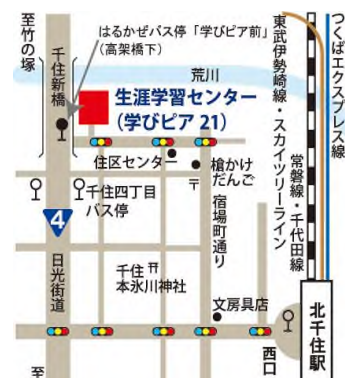 至竹の塚
千住新橋
はるかぜバス停「学びピア前」
(高架橋下)
荒川
生涯学習センター
(学びピア21)
東武伊勢崎線・スカイツリーライン
つくばエクスプレス線
常磐線・千代田線
住区センター
槍かけ
だんご
〒
千住四丁目
バス停
宿場町通り
4
日光街道
千住
本氷川神社
文房具店
北千住駅
西口
至